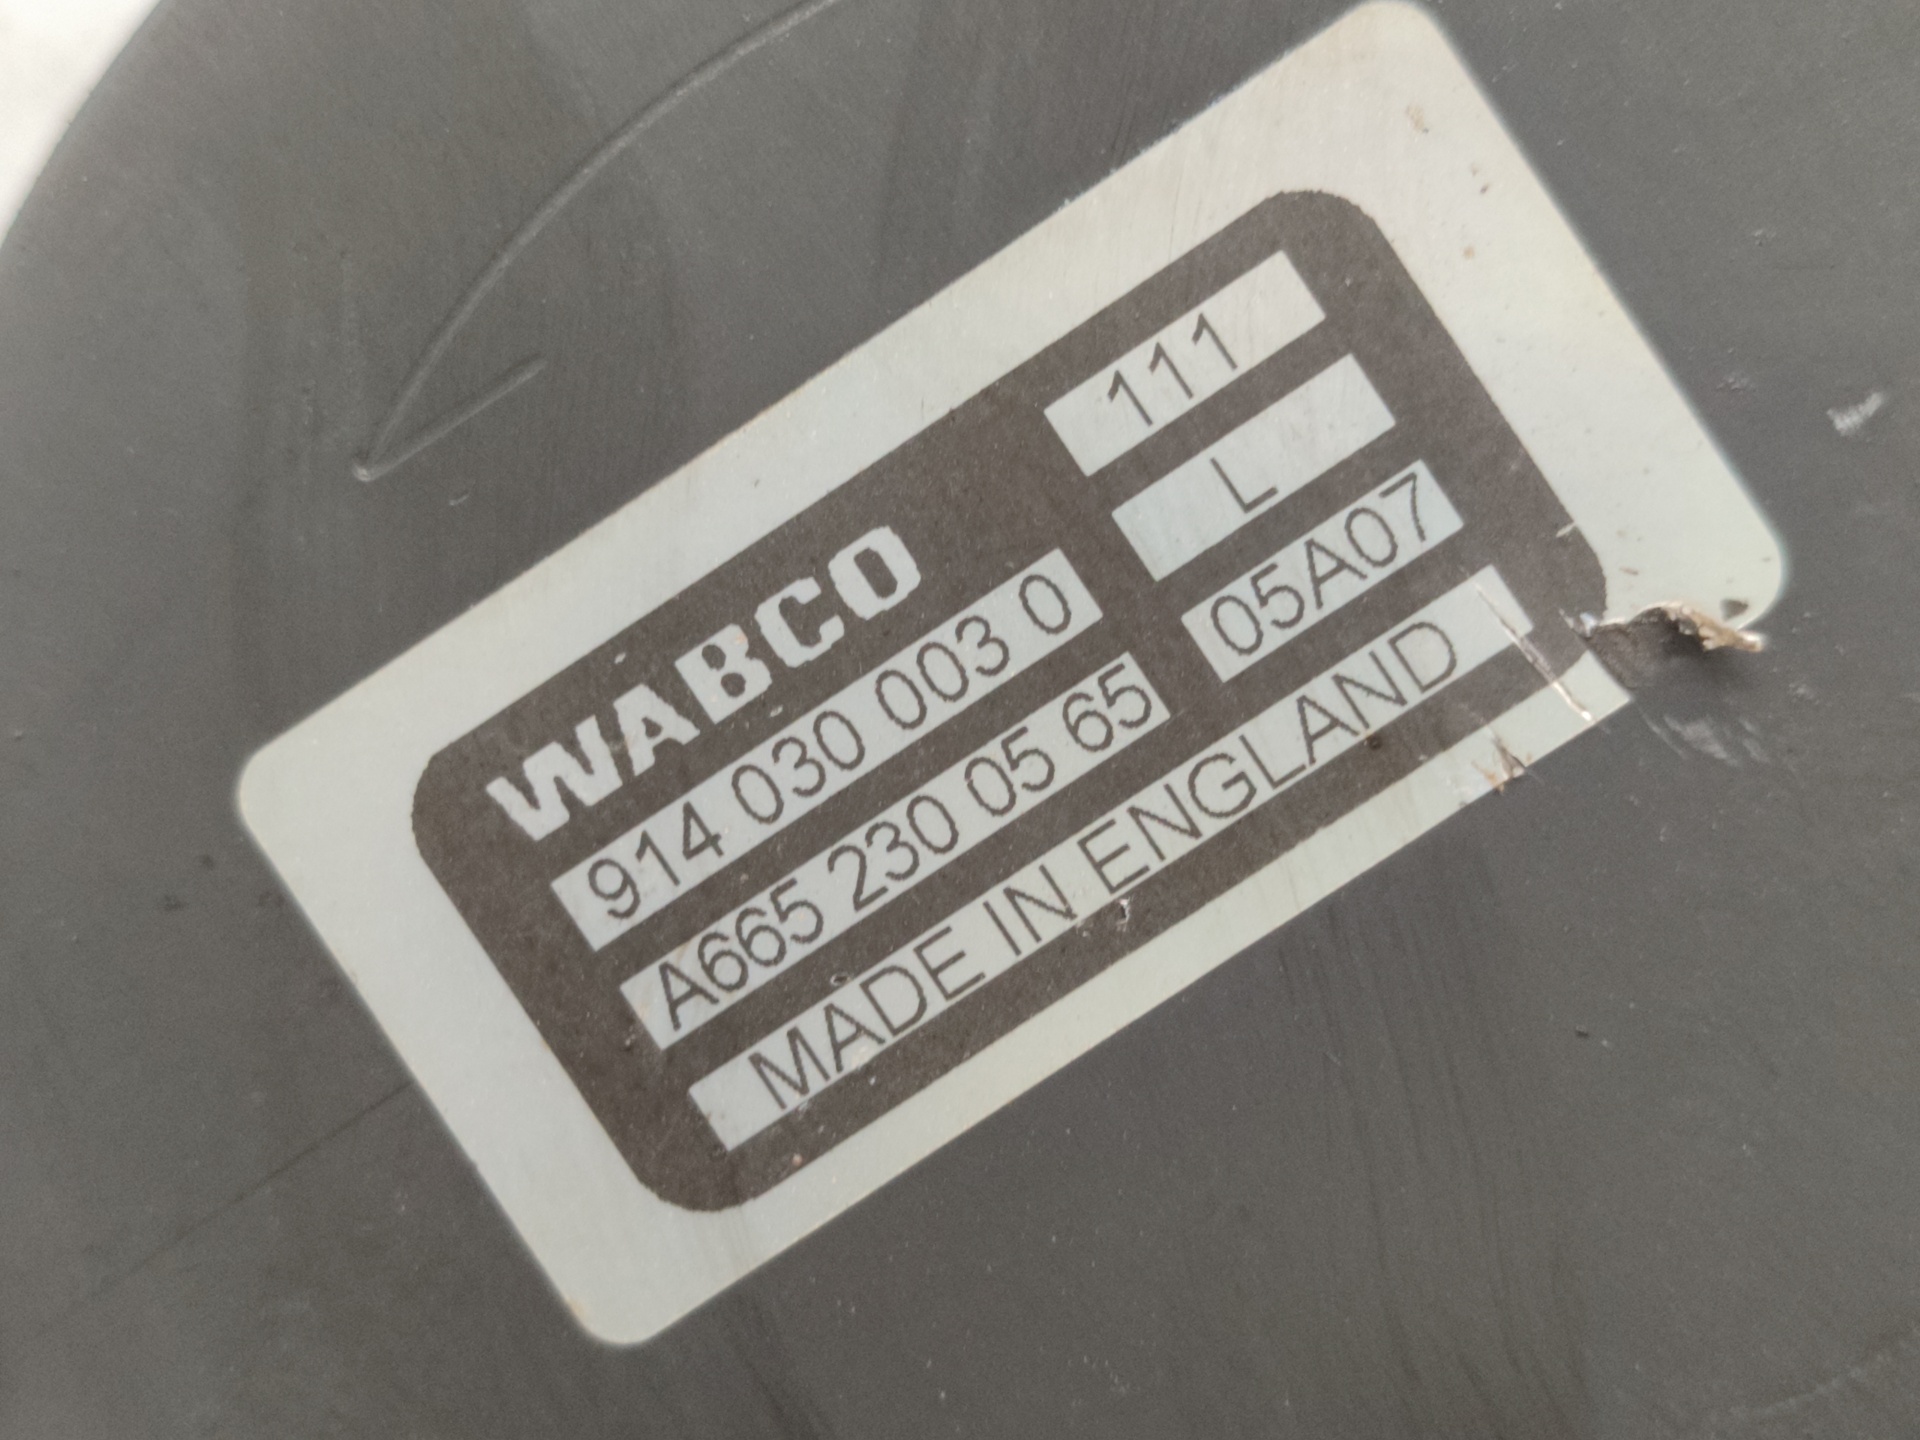 111
L
WABCO
914 030 003 0
05A07
A665 230 05 65
MADE IN ENGLAND